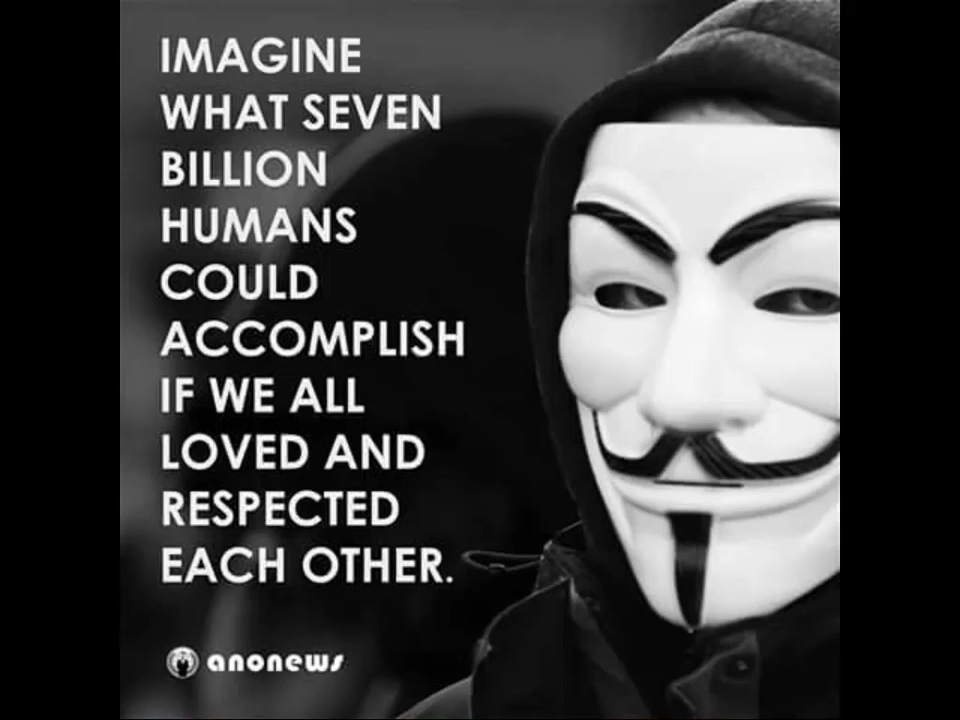 IMAGINE
WHAT SEVEN
BILLION
HUMANS
COULD
ACCOMPLISH
IF WE ALL
LOVED AND
RESPECTED
EACH OTHER.
anonews